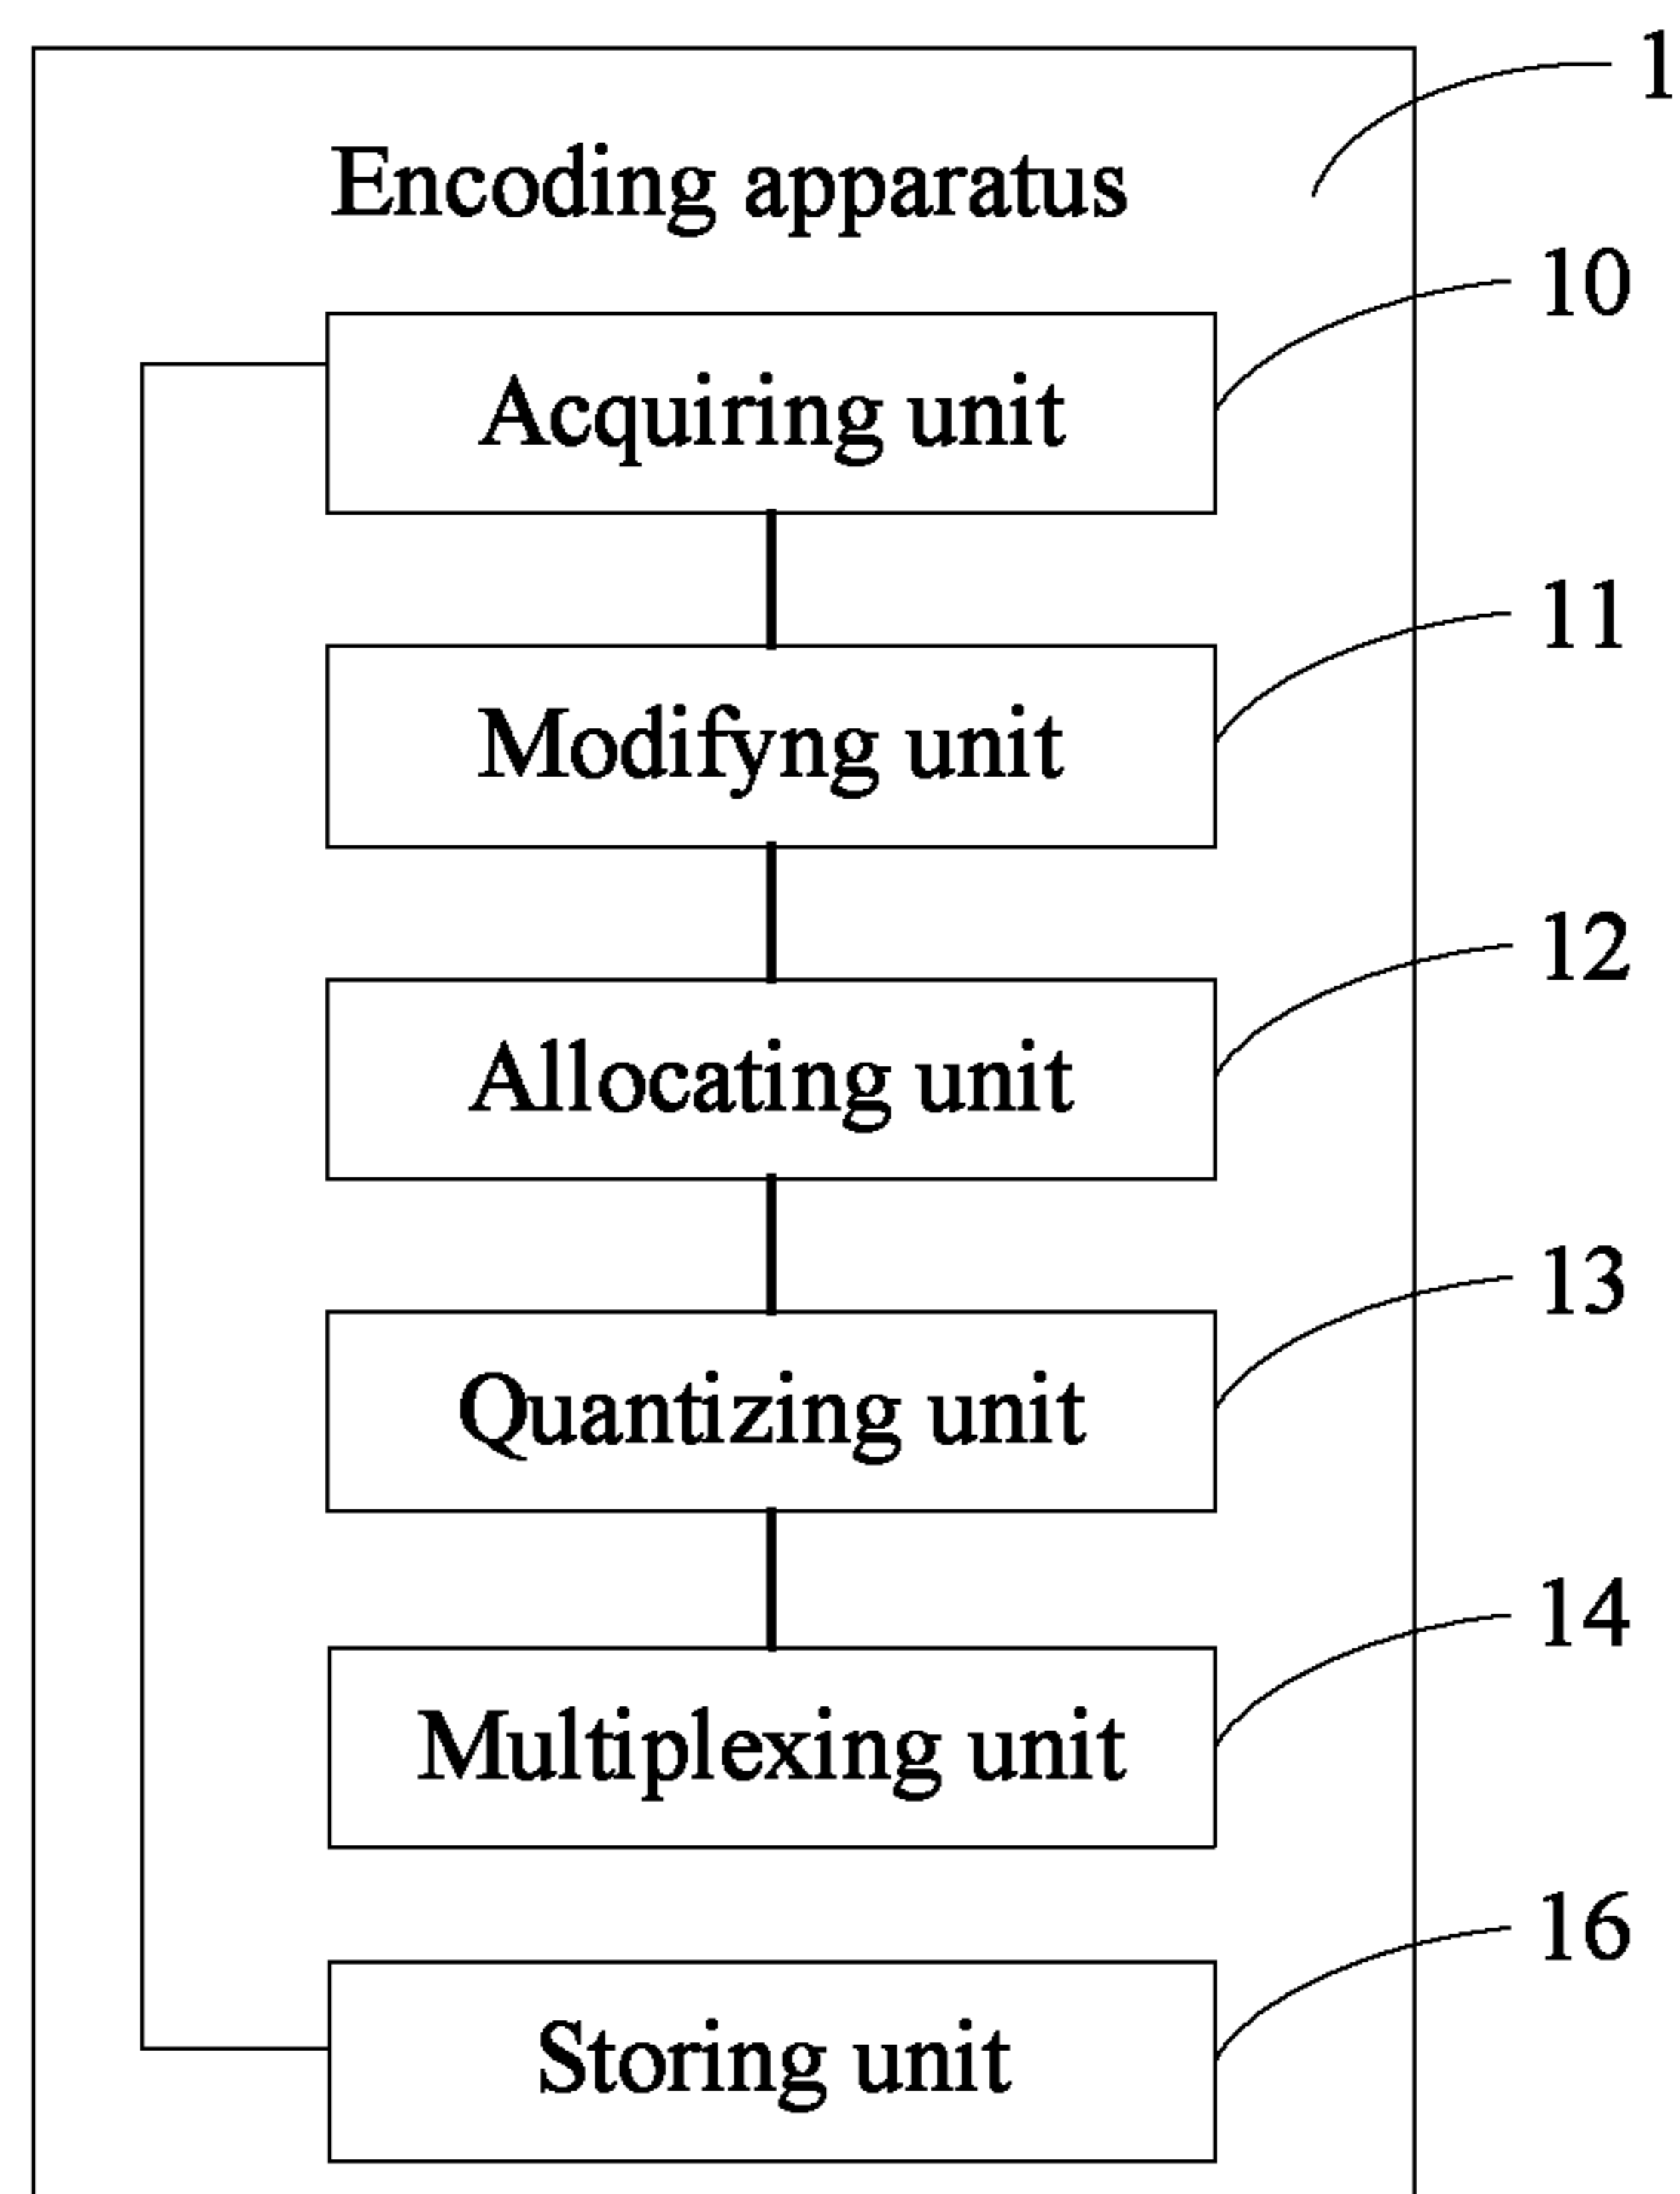 1
Encoding apparatus
10
Acquiring unit
11
Modifyng unit
12
Allocating unit
13
Quantizing unit
14
Multiplexing unit
16
Storing unit